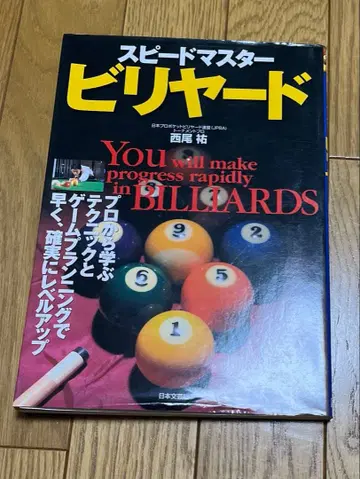 スピードマスター
ビリヤード
日本プロポケットビリヤード連盟(JPBA)
トーナメントプロ
西尾 祐
You will make
progress rapidly
in BILLIARDS
プロから学ぶ
テクニックと
ゲームプランニングで
早く、確実にレベルアップ
9
2
6
5
1
日本文芸